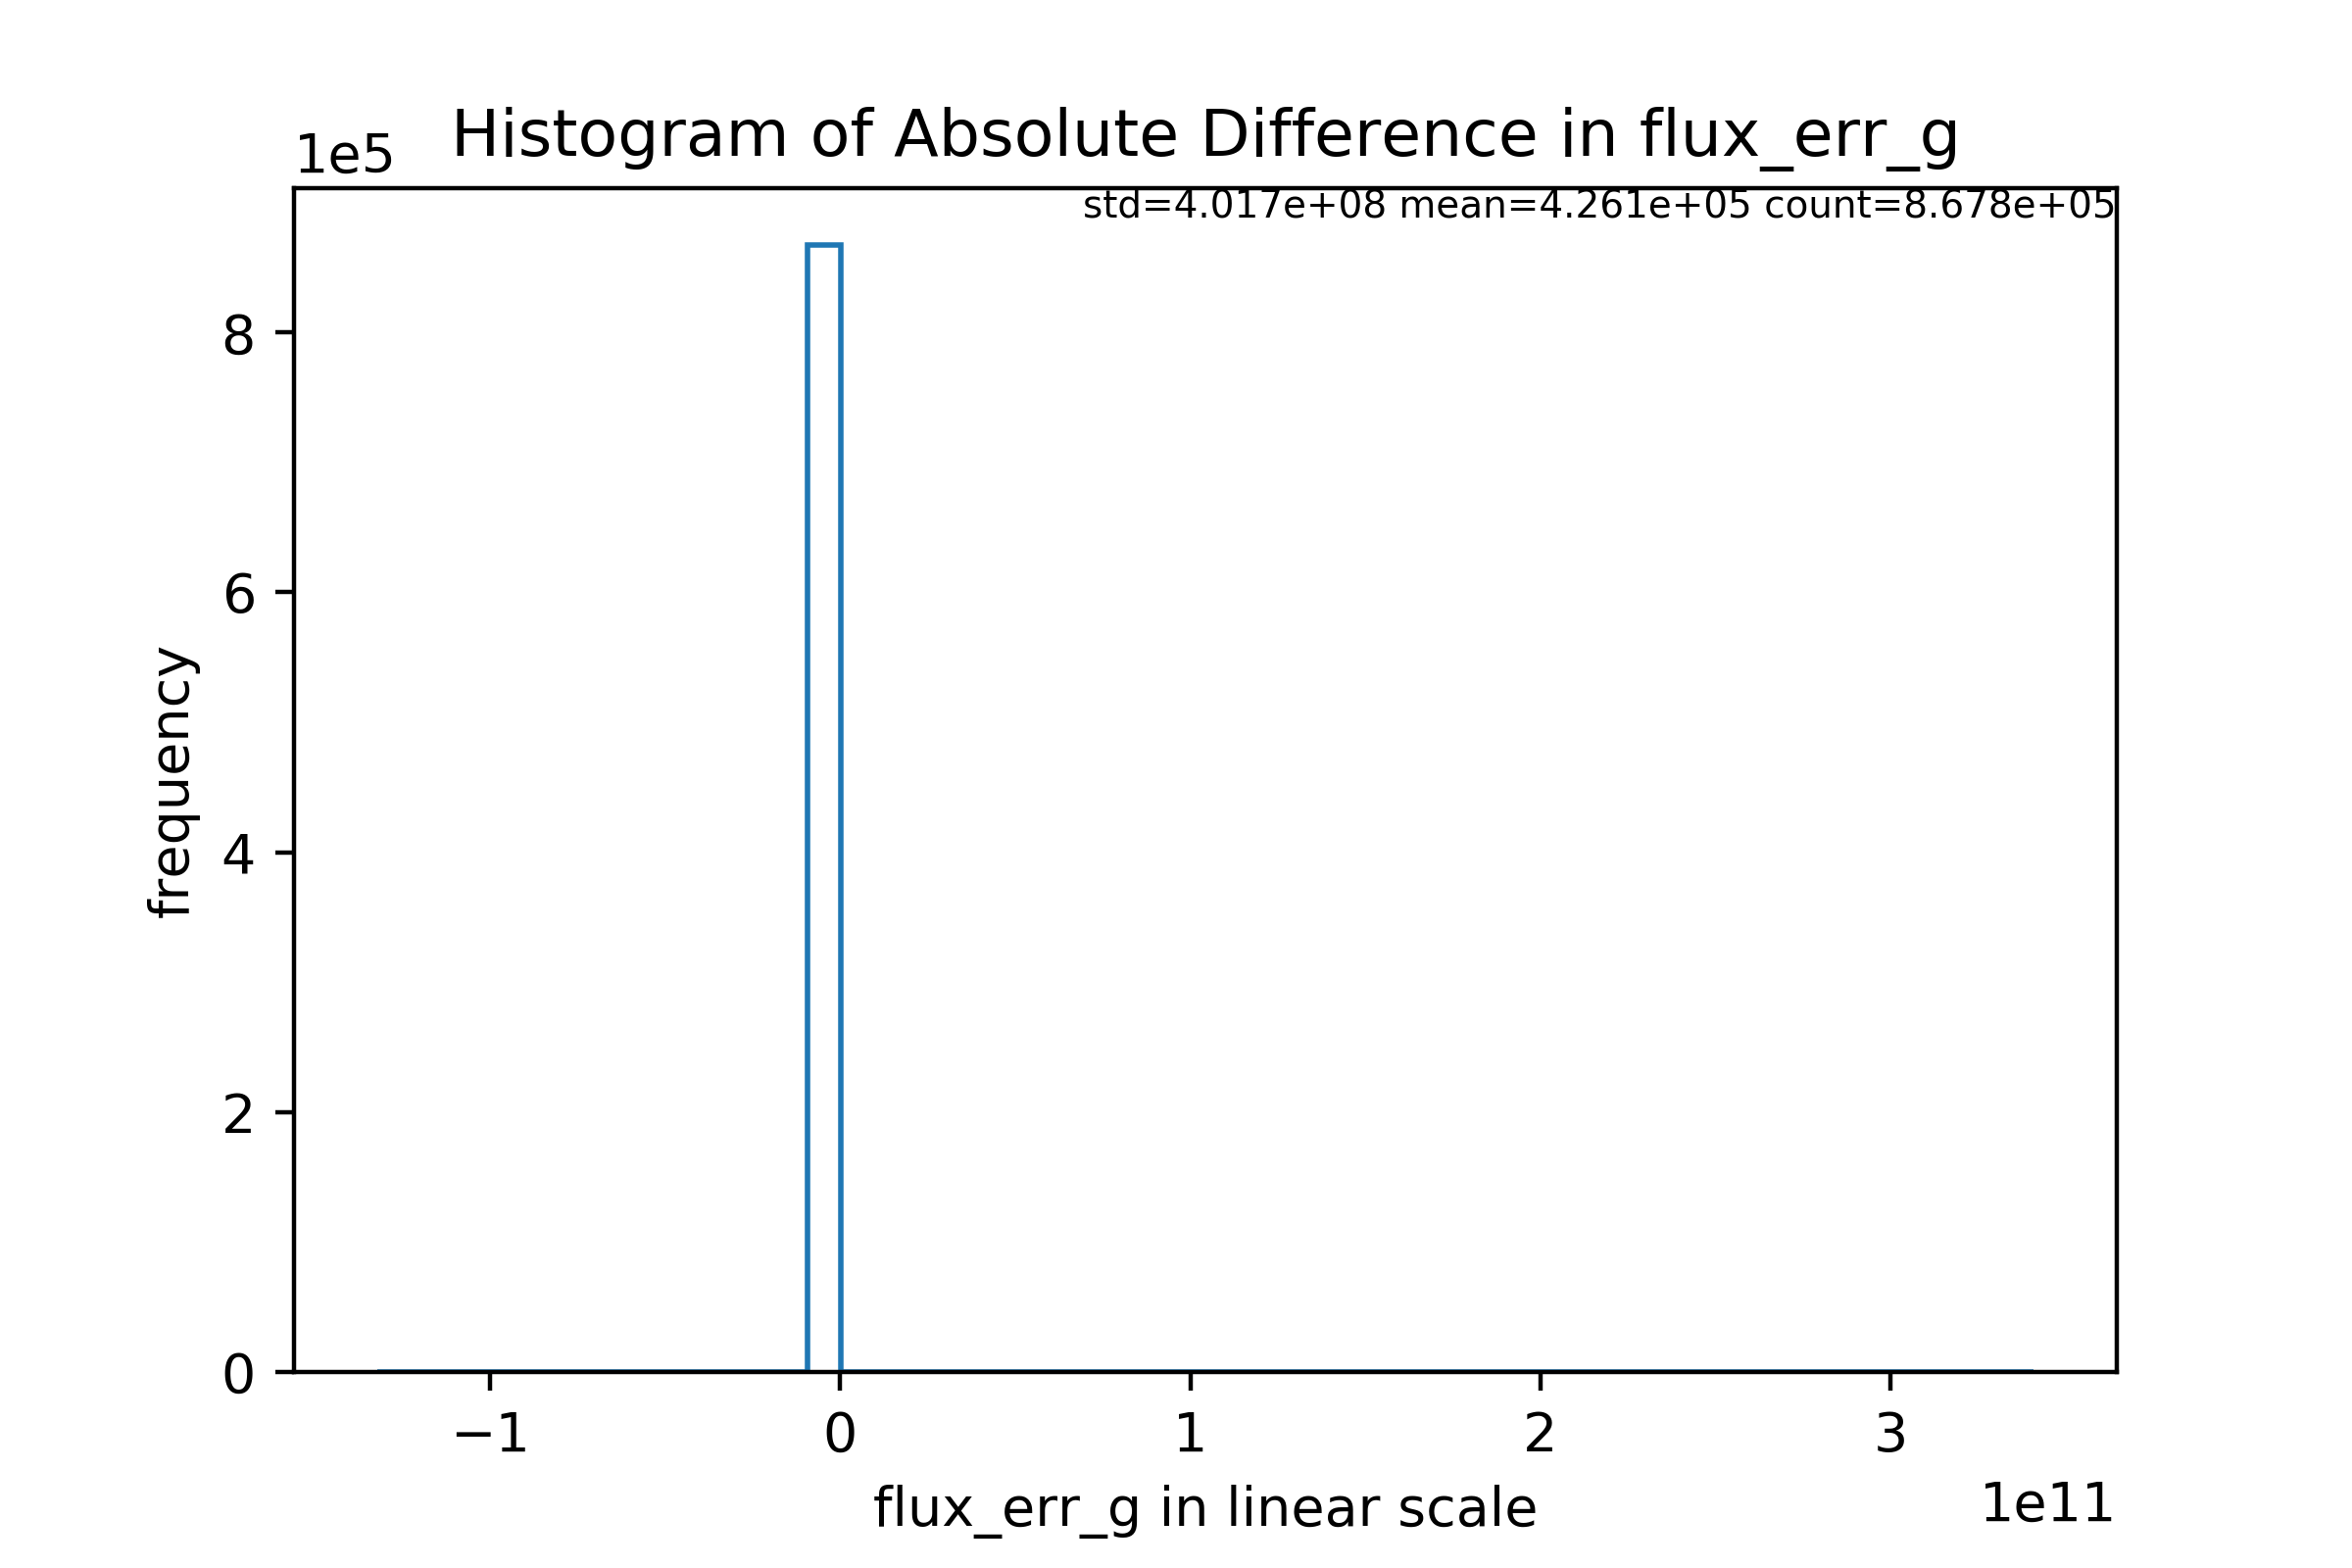 Histogram of Absolute Difference in flux_err_g
1e5
std=4.017e+08 mean=4.261e+05 count=8.678e+05
8
6
4
2
0
frequency
−1 0 1 2 3
1e11
flux_err_g in linear scale